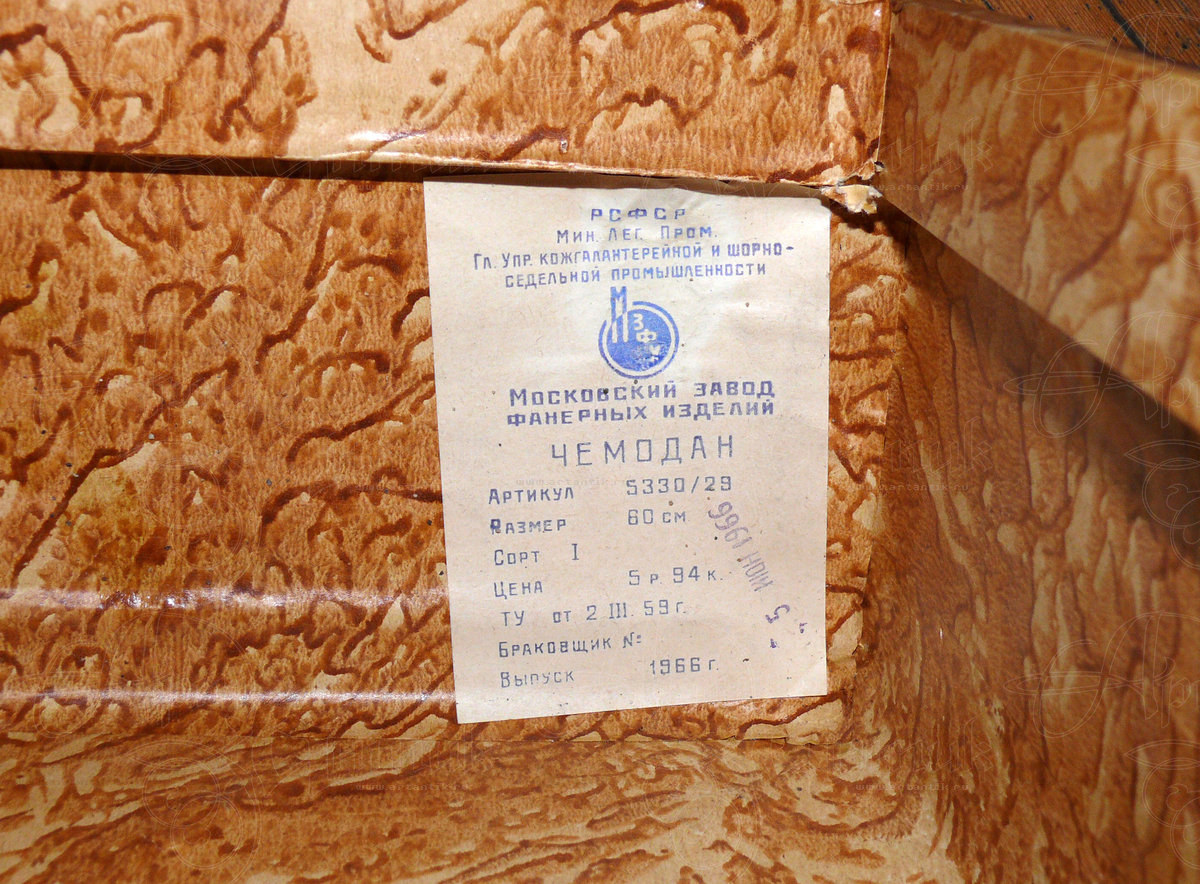 РСФСР
Мин. Лег. Пром.
Гл. Упр. кожгалантерейной и шорно-
седельной промышленности
М
З
Ф
Московский завод
фанерных изделий
ЧЕМОДАН
Артикул 5330/29
Размер 60 см
Сорт I
Цена 5 р. 94 к.
ТУ от 2 III. 59 г.
Браковщик №
Выпуск 1966 г.
5 ИЮН 1966